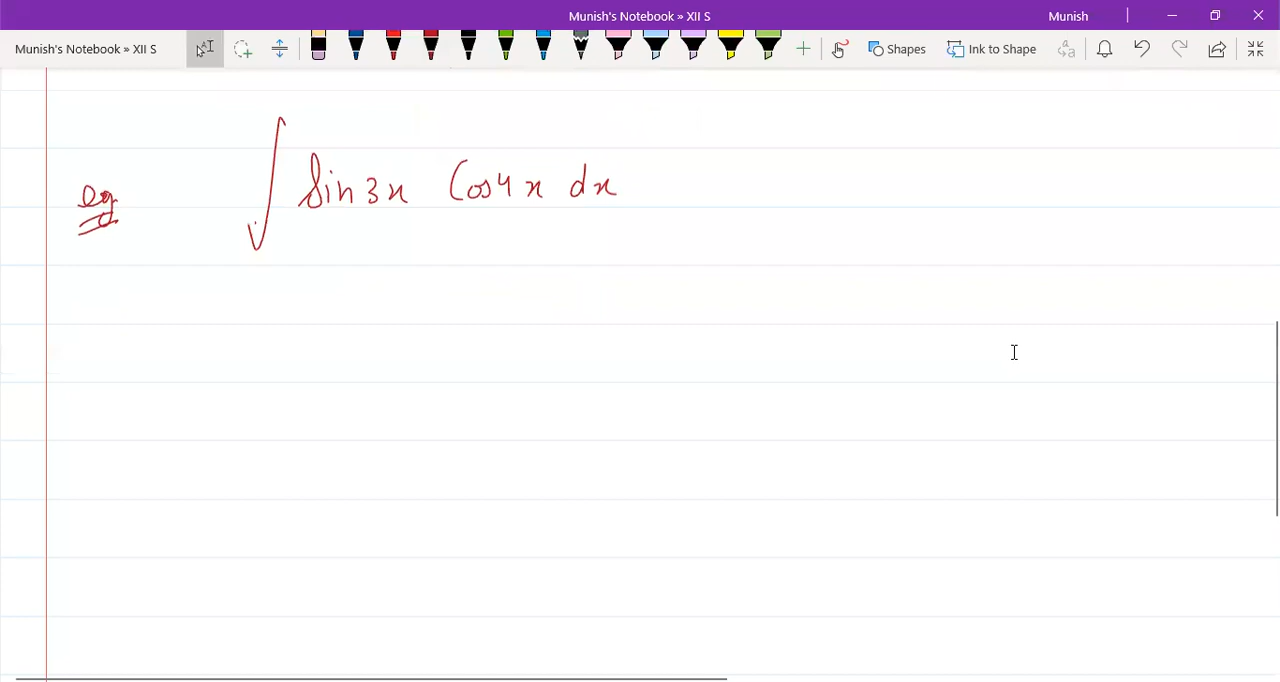 Munish's Notebook » XII S
Munish
Munish's Notebook » XII S
Shapes
Ink to Shape
eg
∫ Sin3x Cos4x dx